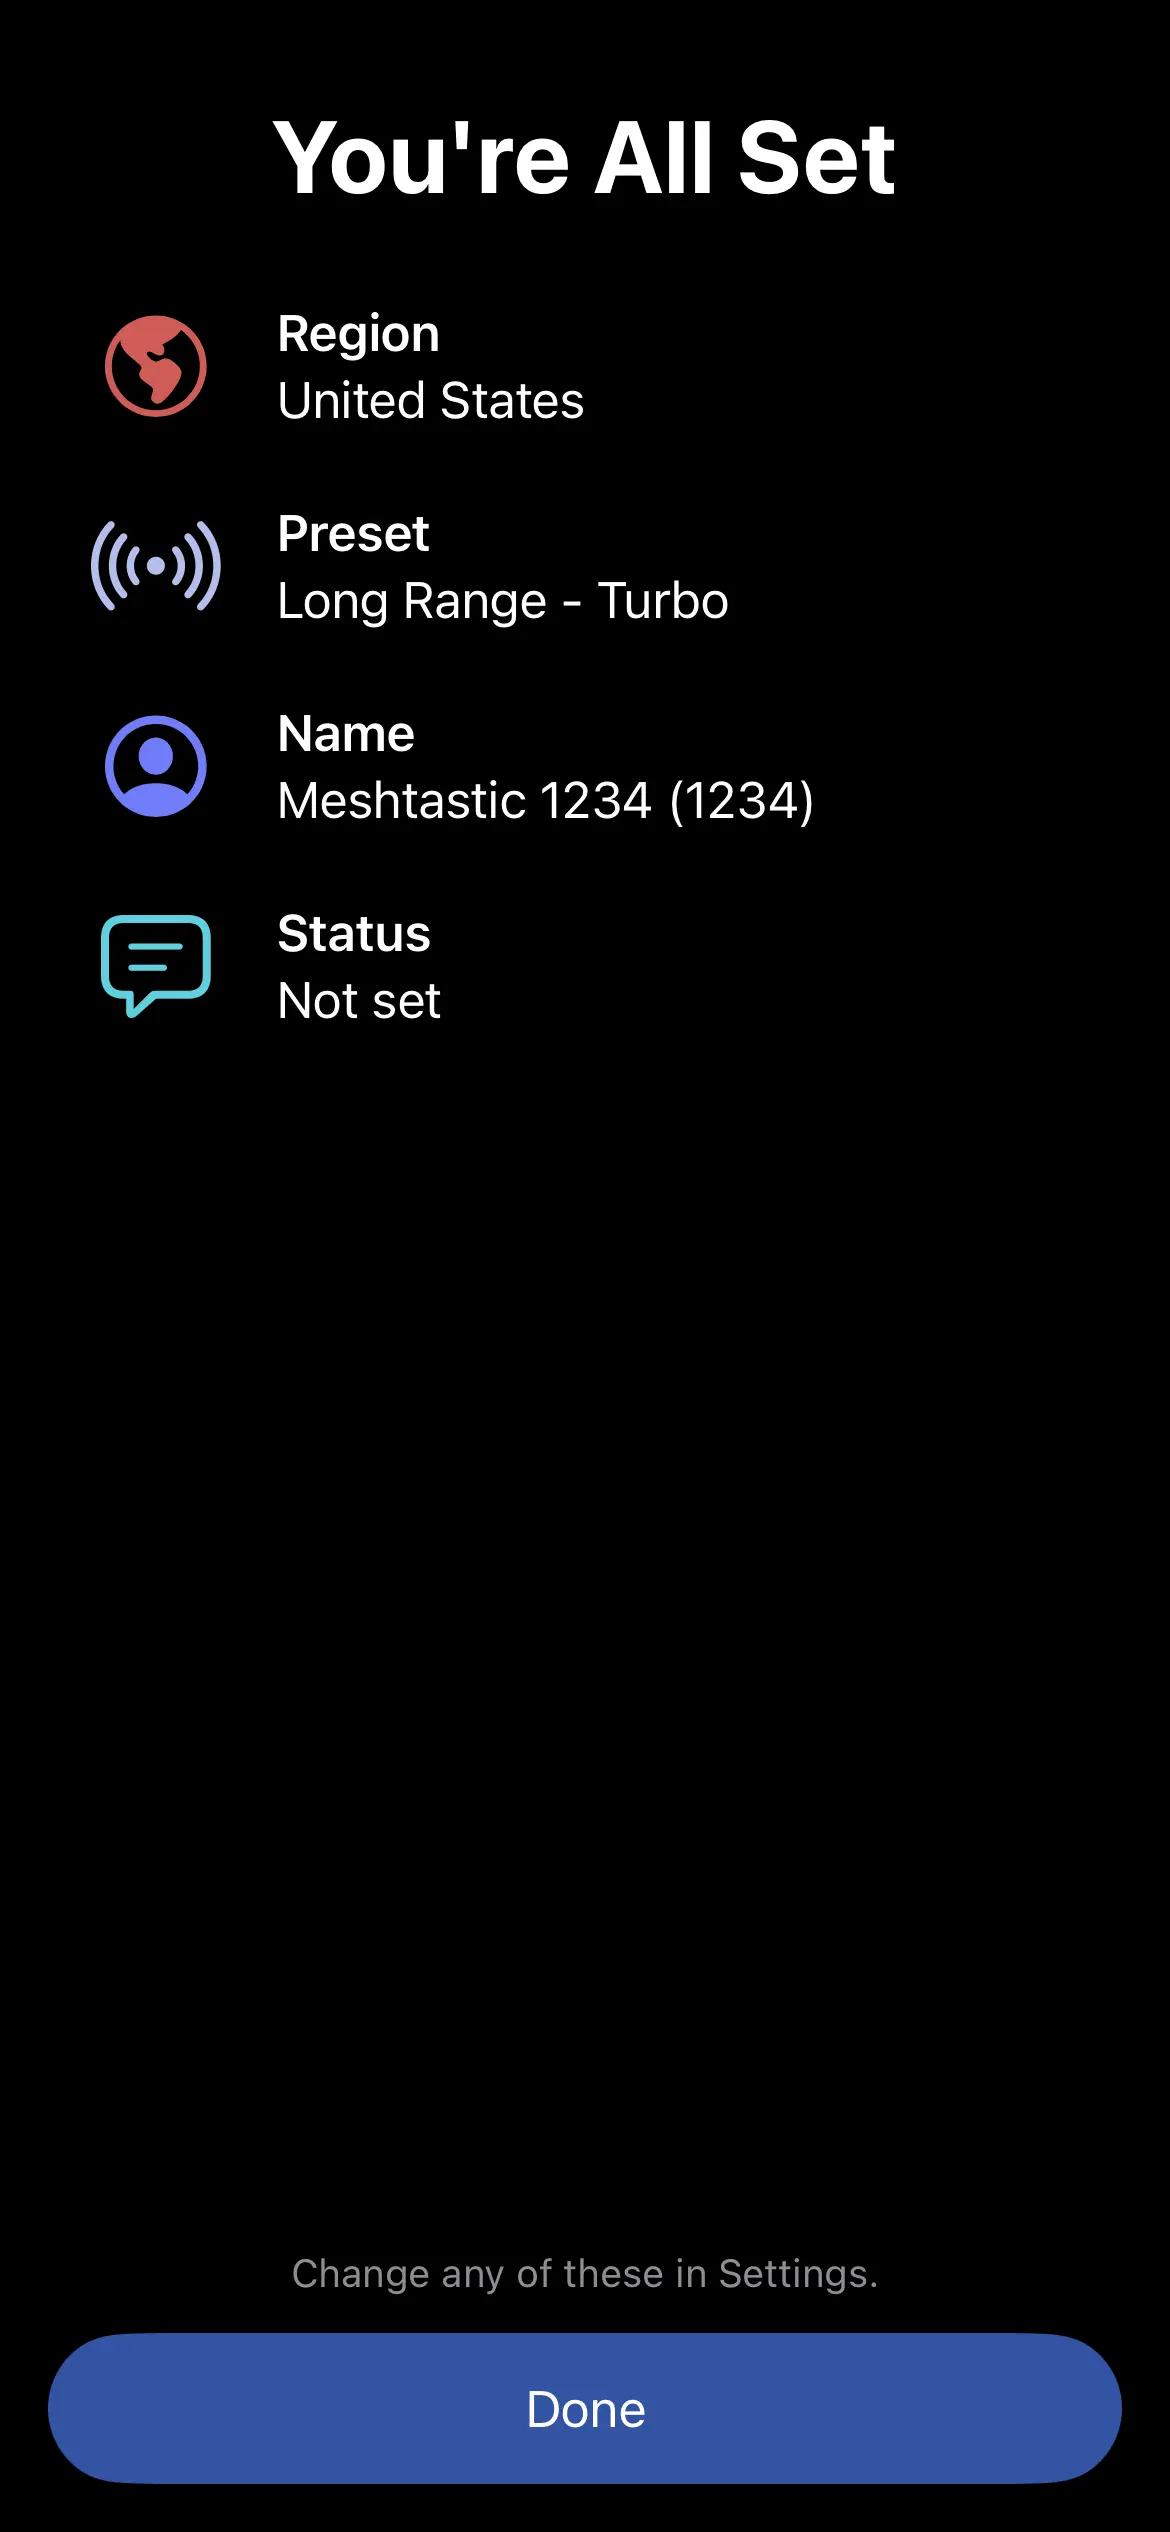 You're All Set
Region
United States
Preset
Long Range - Turbo
Name
Meshtastic 1234 (1234)
Status
Not set
Change any of these in Settings.
Done